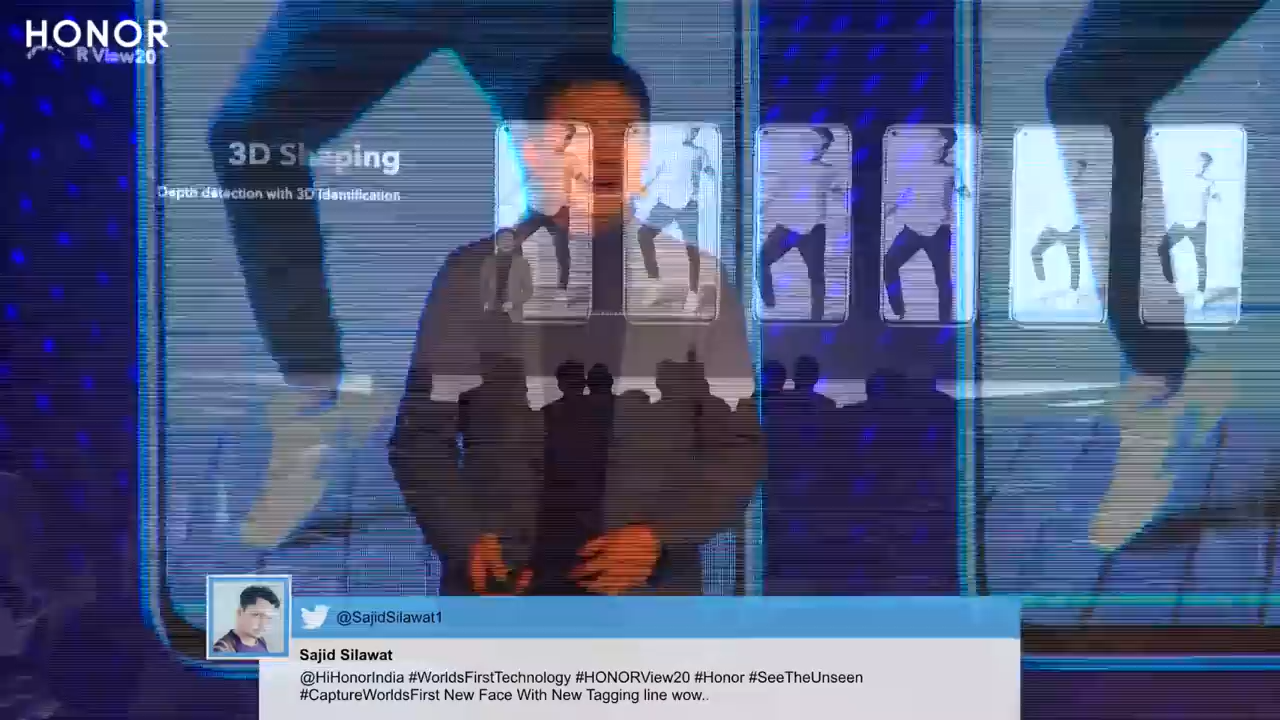 HONOR
R View20
3D Shaping
Depth detection with 3D identification
@SajidSilawat1
Sajid Silawat
@HiHonorIndia #WorldsFirstTechnology #HONORView20 #Honor #SeeTheUnseen
#CaptureWorldsFirst New Face With New Tagging line wow..